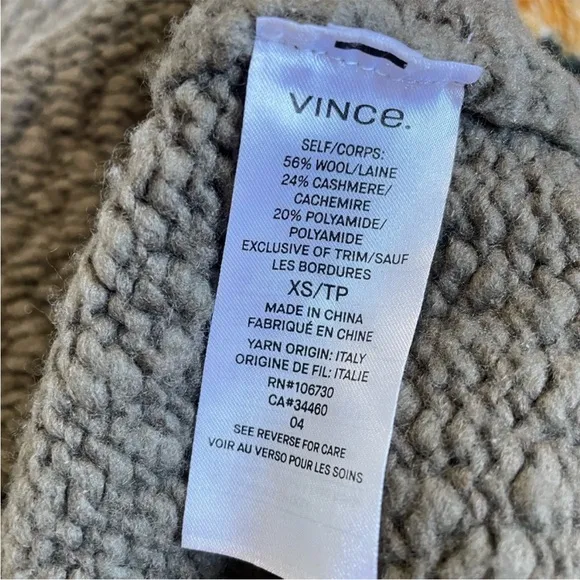 VINCe.
SELF/CORPS:
56% WOOL/LAINE
24% CASHMERE/
CACHEMIRE
20% POLYAMIDE/
POLYAMIDE
EXCLUSIVE OF TRIM/SAUF
LES BORDURES
XS/TP
MADE IN CHINA
FABRIQUÉ EN CHINE
YARN ORIGIN: ITALY
ORIGINE DE FIL: ITALIE
RN#106730
CA#34460
04
SEE REVERSE FOR CARE
VOIR AU VERSO POUR LES SOINS